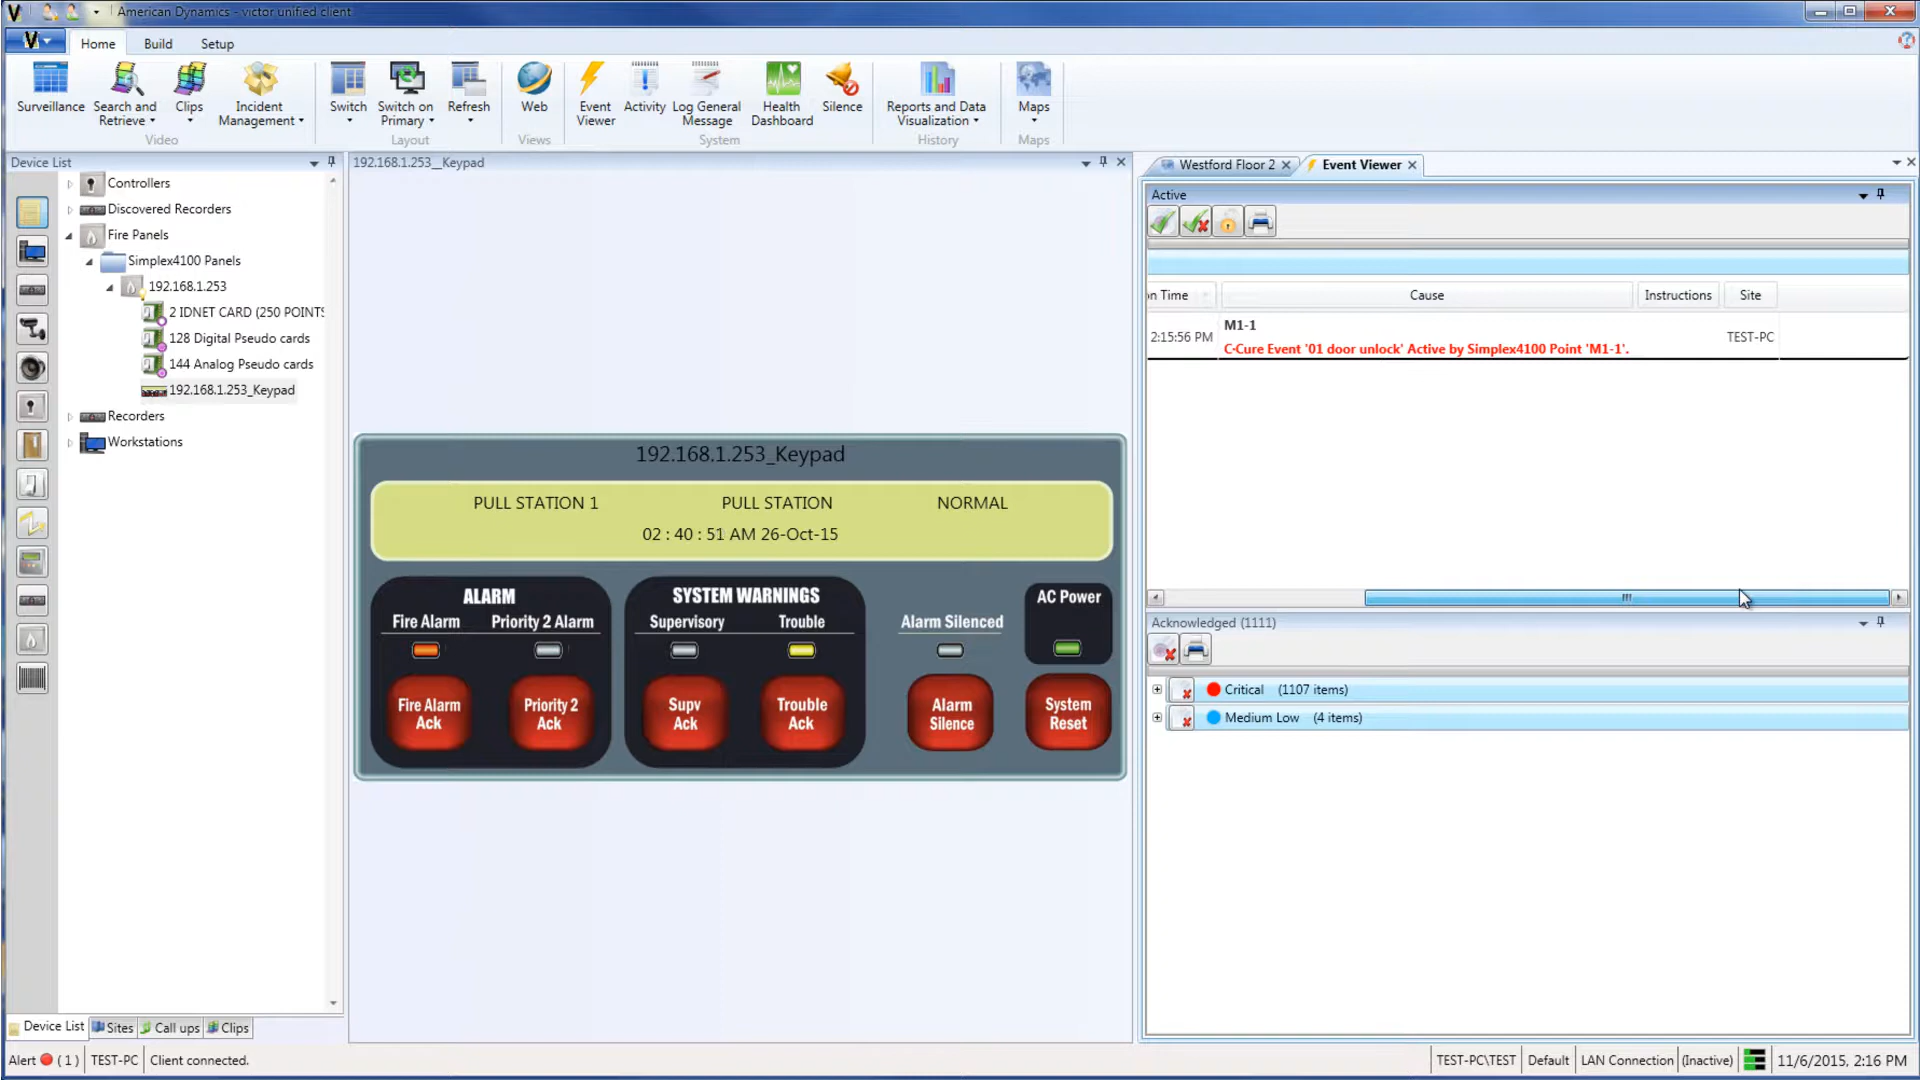 American Dynamics - victor unified client
Home
Build
Setup
Surveillance
Search and
Retrieve
Clips
Incident
Management
Video
Switch
Switch on
Primary
Refresh
Layout
Web
Views
Event
Viewer
Activity
Log General
Message
Health
Dashboard
Silence
System
Reports and Data
Visualization
History
Maps
Maps
Device List
Controllers
Discovered Recorders
Fire Panels
Simplex4100 Panels
192.168.1.253
2 IDNET CARD (250 POINTS
128 Digital Pseudo cards
144 Analog Pseudo cards
192.168.1.253_Keypad
Recorders
Workstations
Device List
Sites
Call ups
Clips
192.168.1.253__Keypad
192.168.1.253_Keypad
PULL STATION 1 PULL STATION NORMAL
02 : 40 : 51 AM 26-Oct-15
ALARM
Fire Alarm
Priority 2 Alarm
Fire Alarm
Ack
Priority 2
Ack
SYSTEM WARNINGS
Supervisory
Trouble
Supv
Ack
Trouble
Ack
Alarm Silenced
Alarm
Silence
AC Power
System
Reset
Westford Floor 2
Event Viewer
Active
on Time
Cause
Instructions
Site
2:15:56 PM
M1-1
C-Cure Event '01 door unlock' Active by Simplex4100 Point 'M1-1'.
TEST-PC
Acknowledged (1111)
Critical (1107 items)
Medium Low (4 items)
Alert (1)
TEST-PC
Client connected.
TEST-PC\TEST
Default
LAN Connection
(Inactive)
11/6/2015, 2:16 PM